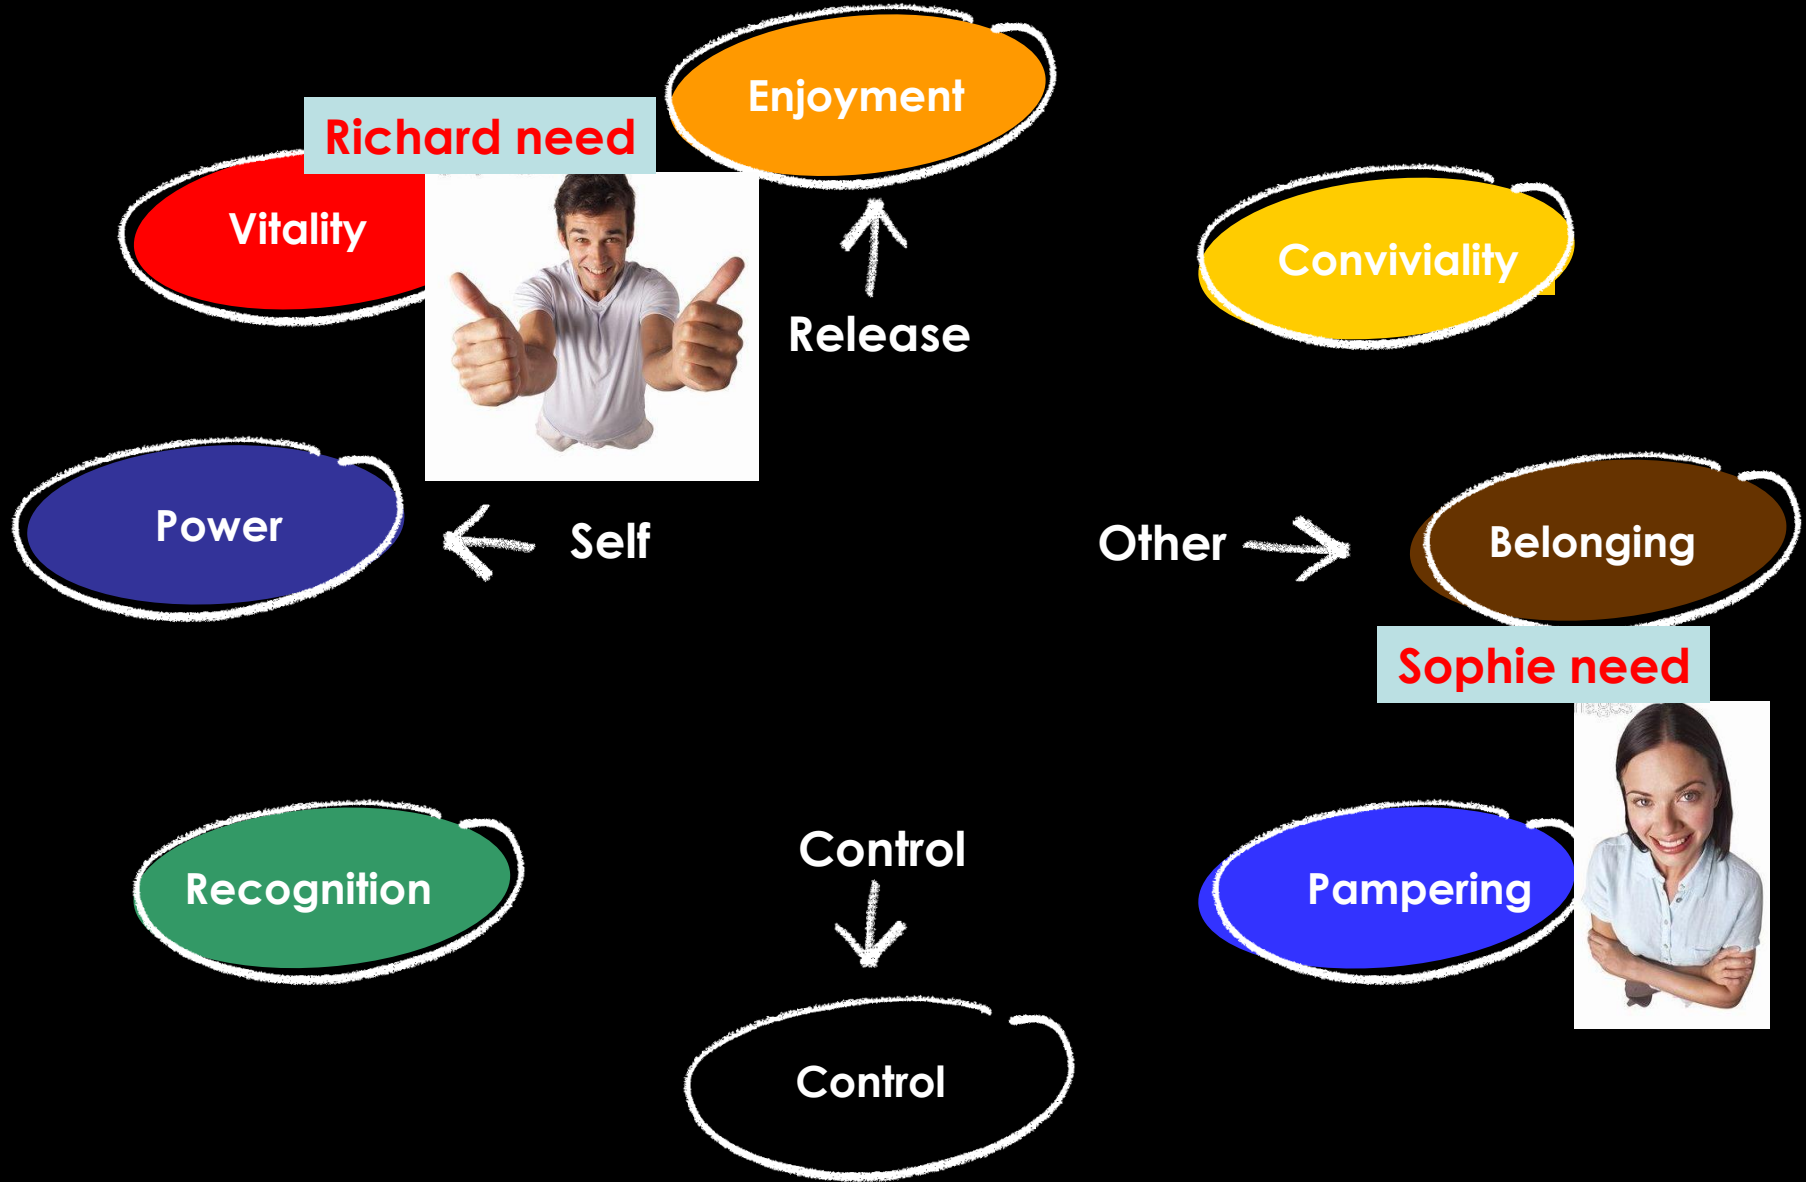 Enjoyment
Richard need
Vitality
Conviviality
Release
Power
Self
Other
Belonging
Sophie need
Control
Recognition
Pampering
Control